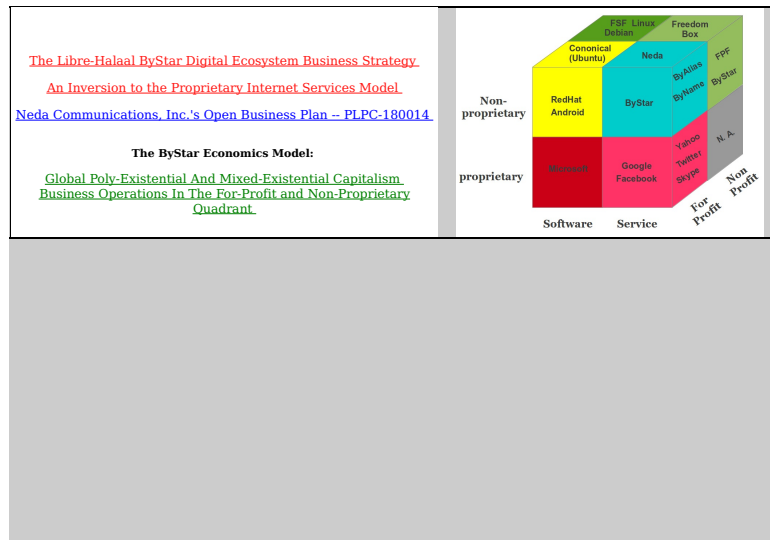 The Libre-Halaal ByStar Digital Ecosystem Business Strategy
An Inversion to the Proprietary Internet Services Model
Neda Communications, Inc.'s Open Business Plan -- PLPC-180014
The ByStar Economics Model:
Global Poly-Existential And Mixed-Existential Capitalism
Business Operations In The For-Profit and Non-Proprietary
Quadrant
FSF Linux
Debian
Freedom
Box
Cononical
(Ubuntu)
Neda
ByAlias
ByName
FPF
ByStar
Non-
proprietary
RedHat
Android
ByStar
proprietary
Microsoft
Google
Facebook
Yahoo
Twitter
Skype
N. A.
For
Profit
Non
Profit
Software
Service